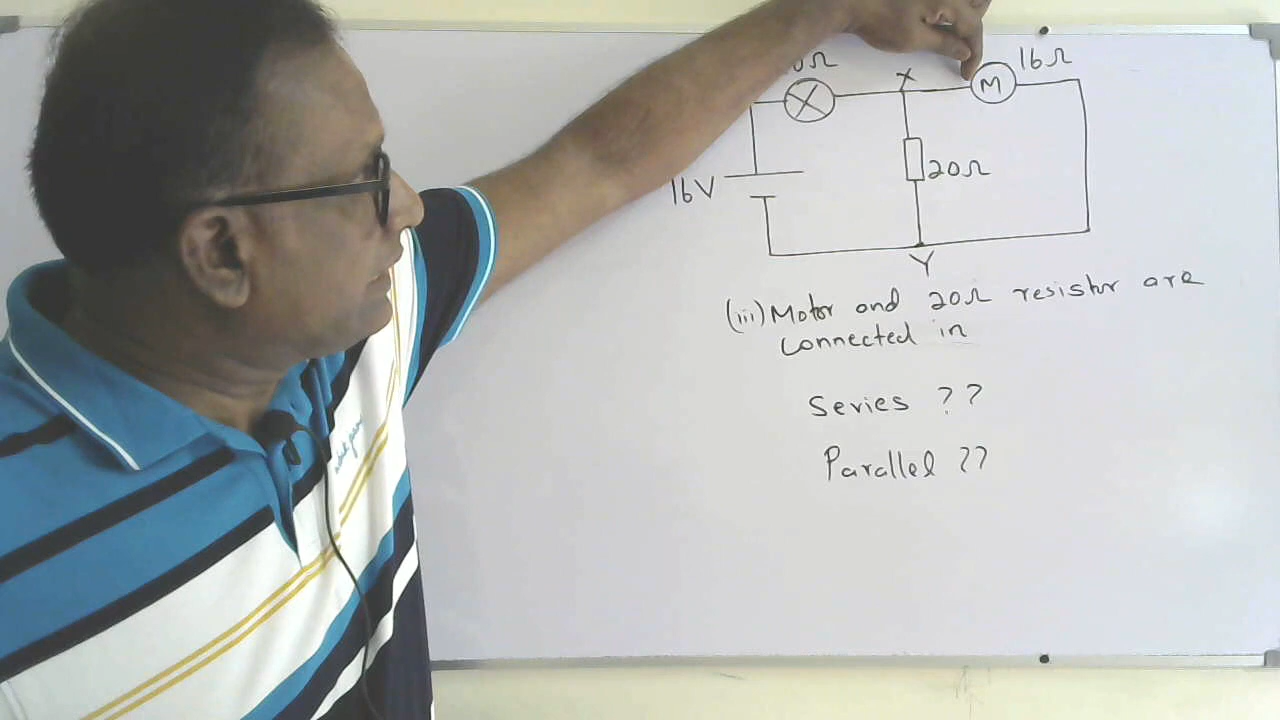 X
M
16Ω
20Ω
16V
Y
(iii) Motor and 20Ω resistor are
connected in
Series ??
Parallel ??